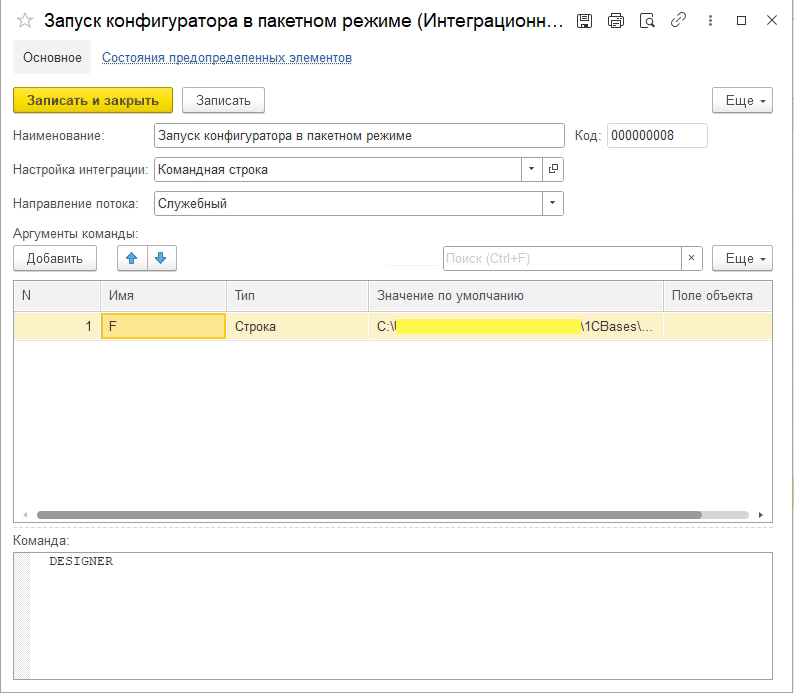 Запуск конфигуратора в пакетном режиме (Интеграционн...
Основное Состояния предопределенных элементов
Записать и закрыть Записать Еще
Наименование: Запуск конфигуратора в пакетном режиме Код: 000000008
Настройка интеграции: Командная строка
Направление потока: Служебный
Аргументы команды:
Добавить Поиск (Ctrl+F) × Еще
N Имя Тип Значение по умолчанию Поле объекта
1 F Строка C:\ \1CBases\...
Команда:
DESIGNER